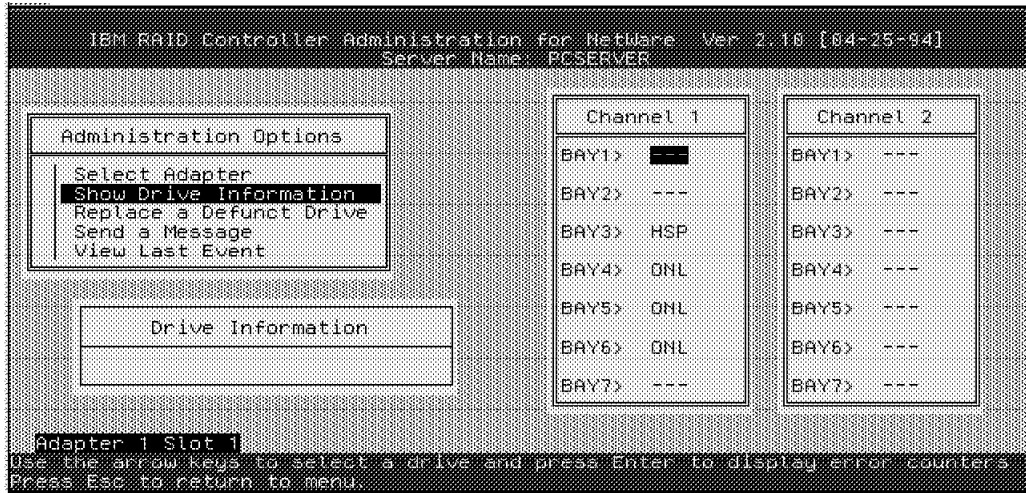 IBM RAID Controller Administration for NetWare Ver 2.10 [04-25-94]
Server Name: PCSERVER
Administration Options
Select Adapter
Show Drive Information
Replace a Defunct Drive
Send a Message
View Last Event
Drive Information
Channel 1
BAY1> ---
BAY2> ---
BAY3> HSP
BAY4> ONL
BAY5> ONL
BAY6> ONL
BAY7> ---
Channel 2
BAY1> ---
BAY2> ---
BAY3> ---
BAY4> ---
BAY5> ---
BAY6> ---
BAY7> ---
Adapter 1 Slot 1
Use the arrow Keys to select a drive and press Enter to display error counters
Press Esc to return to menu.